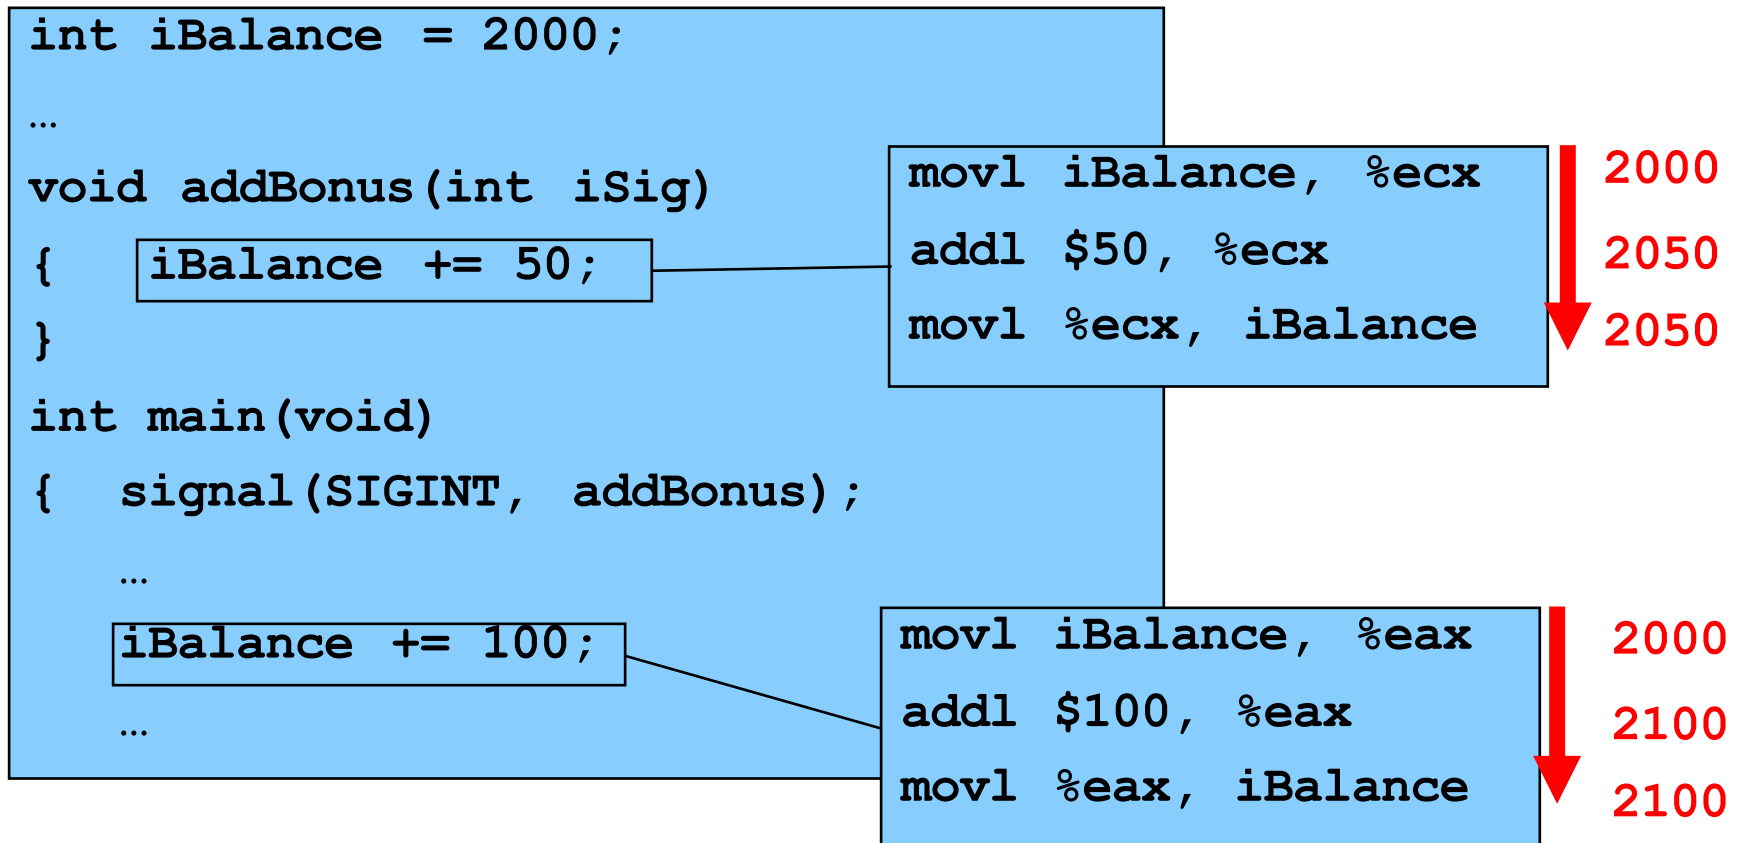 int iBalance = 2000;
…
void addBonus(int iSig)
{ iBalance += 50;
}
int main(void)
{ signal(SIGINT, addBonus);
…
iBalance += 100;
…
movl iBalance, %ecx
addl $50, %ecx
movl %ecx, iBalance
2000
2050
2050
movl iBalance, %eax
addl $100, %eax
movl %eax, iBalance
2000
2100
2100